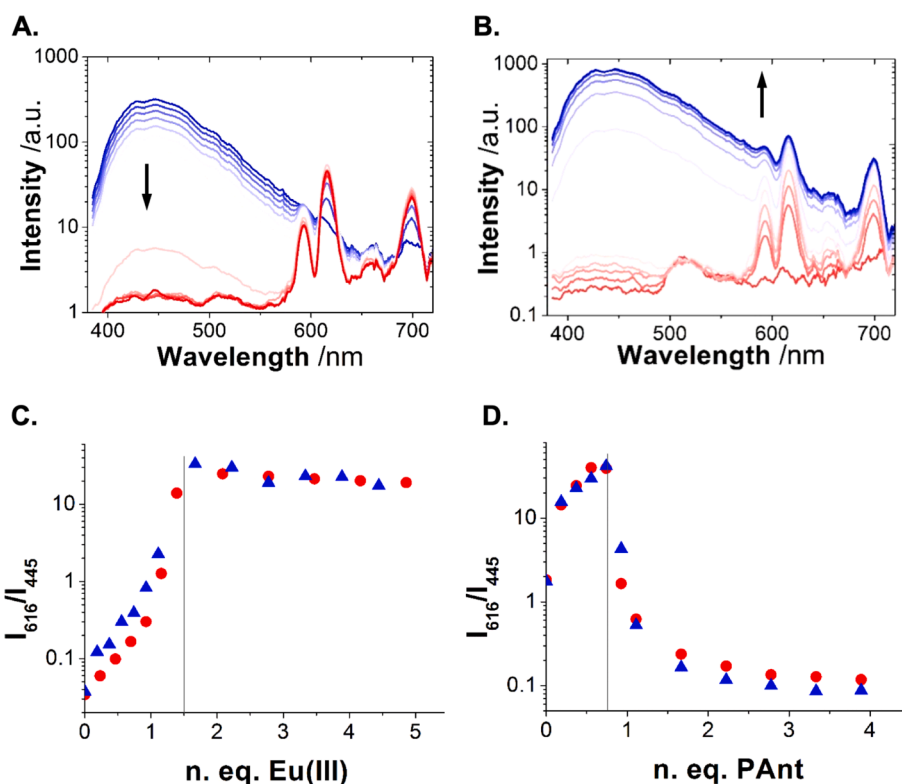 A.
B.
1000
100
10
1
Intensity /a.u.
400 500 600 700
Wavelength /nm
1000
100
10
1
0.1
Intensity /a.u.
400 500 600 700
Wavelength /nm
C.
D.
10
1
0.1
I616/I445
0 1 2 3 4 5
n. eq. Eu(III)
10
1
0.1
I616/I445
0 1 2 3 4
n. eq. PAnt